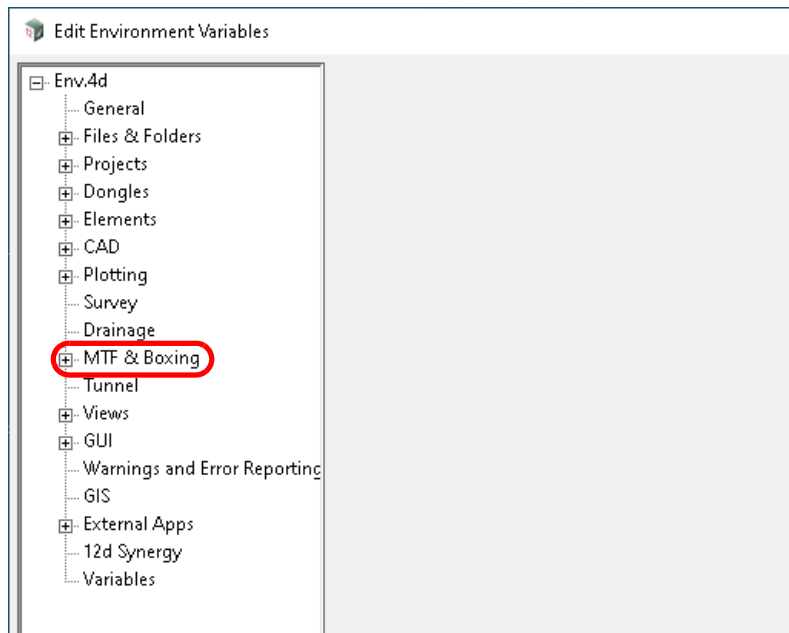 Edit Environment Variables
Env.4d
General
Files & Folders
Projects
Dongles
Elements
CAD
Plotting
Survey
Drainage
MTF & Boxing
Tunnel
Views
GUI
Warnings and Error Reporting
GIS
External Apps
12d Synergy
Variables